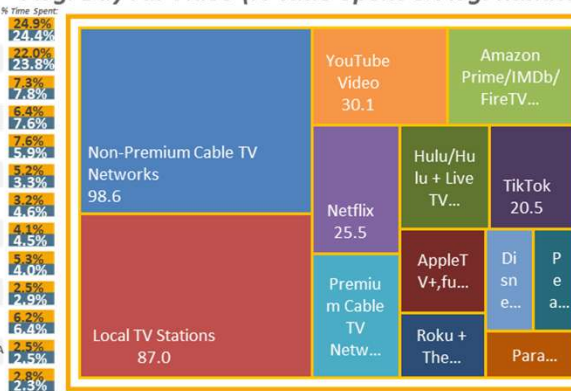 % Time Spent:
24.9%
24.4%
22.0%
23.8%
7.3%
7.8%
6.4%
7.6%
7.6%
5.9%
5.2%
3.3%
3.2%
4.6%
4.1%
4.5%
5.3%
4.0%
2.5%
2.9%
6.2%
6.4%
2.5%
2.5%
2.8%
2.3%
Non-Premium Cable TV
Networks
98.6
Local TV Stations
87.0
YouTube
Video
30.1
Amazon
Prime/IMDb/
FireTV...
Netflix
25.5
Hulu/Hu
lu + Live
TV...
TikTok
20.5
Premiu
m Cable
TV
Netw...
AppleT
V+,fu...
Di
sn
e...
P
e
a...
Roku +
The...
Para...